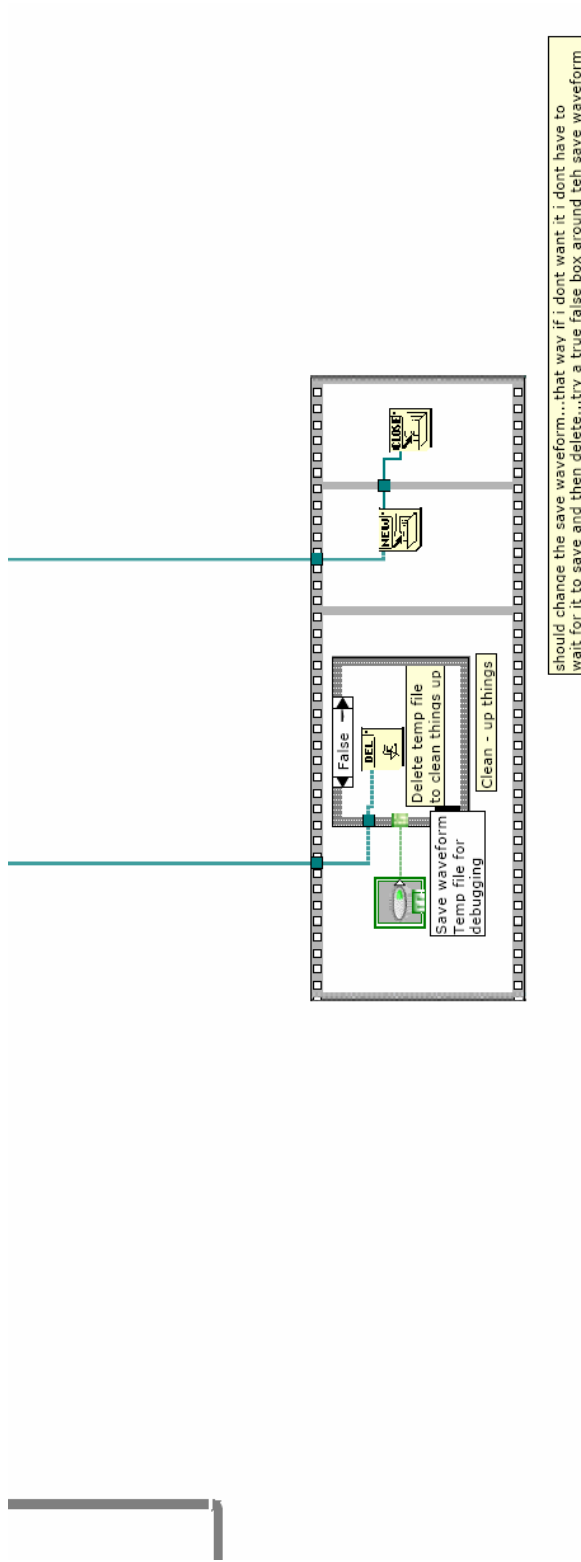 should change the save waveform...that way if i dont want it i dont have to
wait for it to save and then delete...try a true false box around teh save waveform
CLOSE
NEW
False
DEL
Delete temp file
to clean things up
Clean - up things
Save waveform
Temp file for
debugging